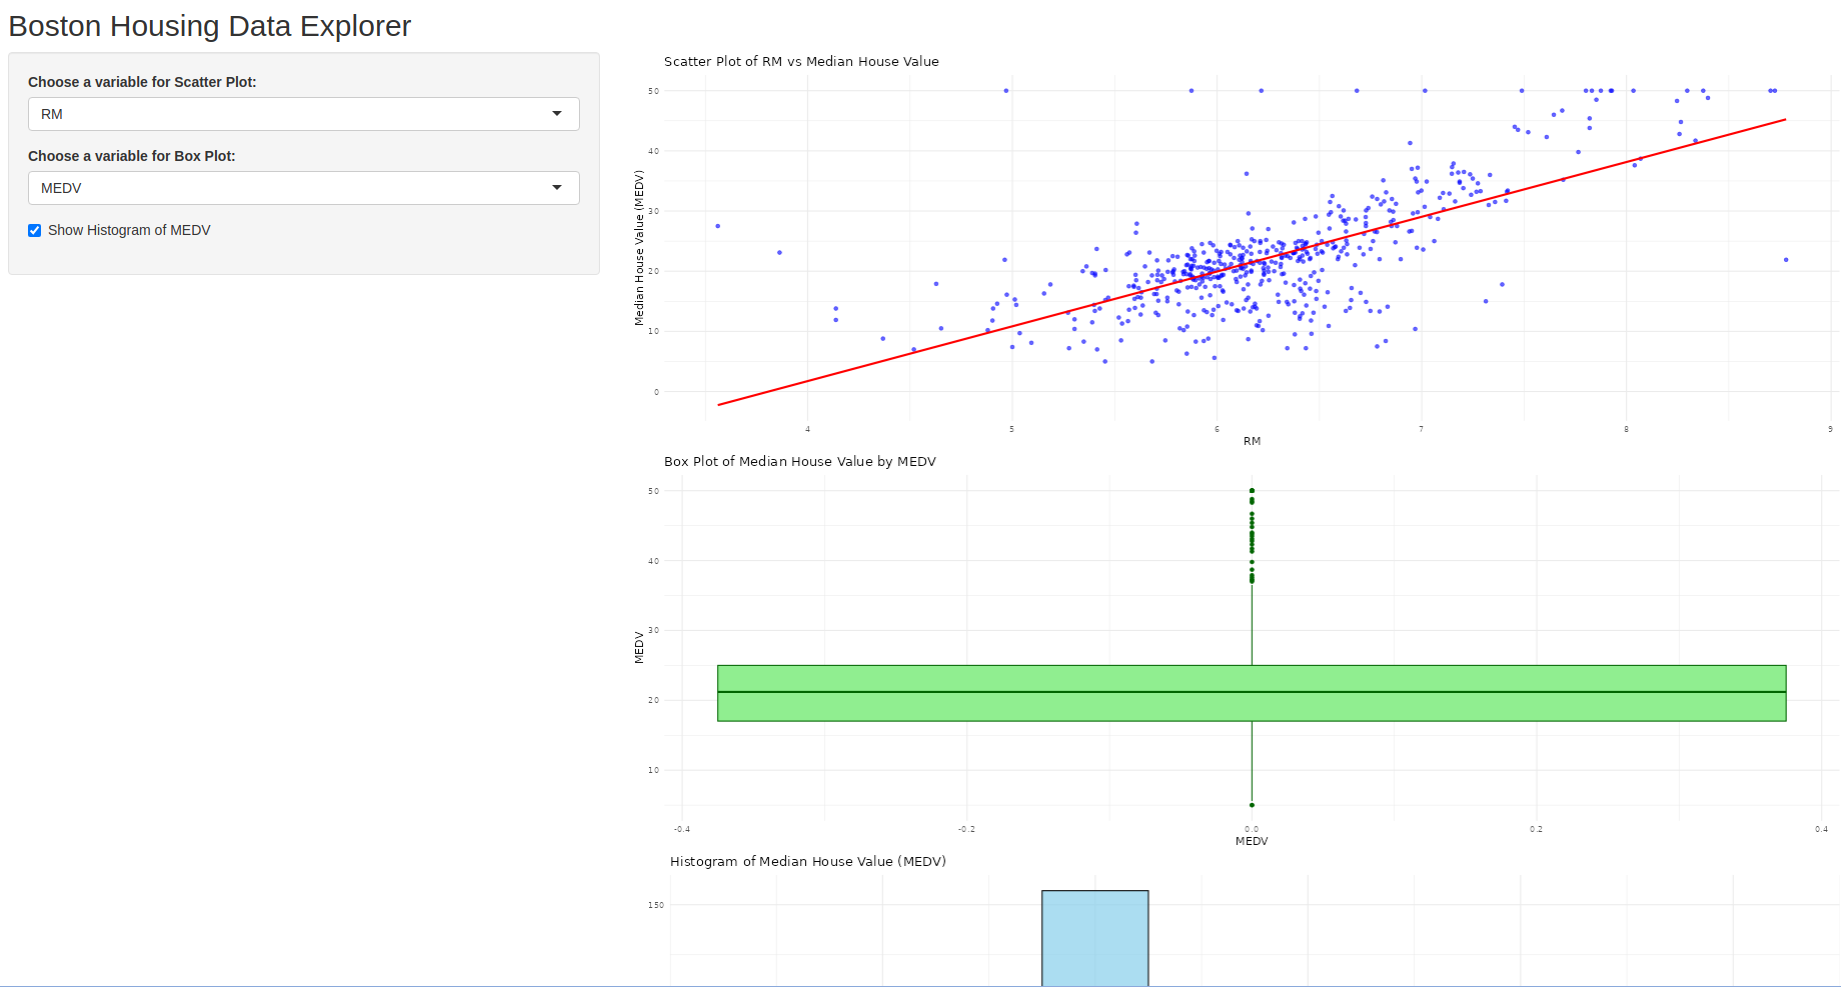 Boston Housing Data Explorer
Choose a variable for Scatter Plot:
RM
Choose a variable for Box Plot:
MEDV
Show Histogram of MEDV
Scatter Plot of RM vs Median House Value
50
40
30
20
10
0
Median House Value (MEDV)
4 5 6 7 8 9
RM
Box Plot of Median House Value by MEDV
50
40
30
20
10
MEDV
-0.4 -0.2 0.0 0.2 0.4
MEDV
Histogram of Median House Value (MEDV)
150